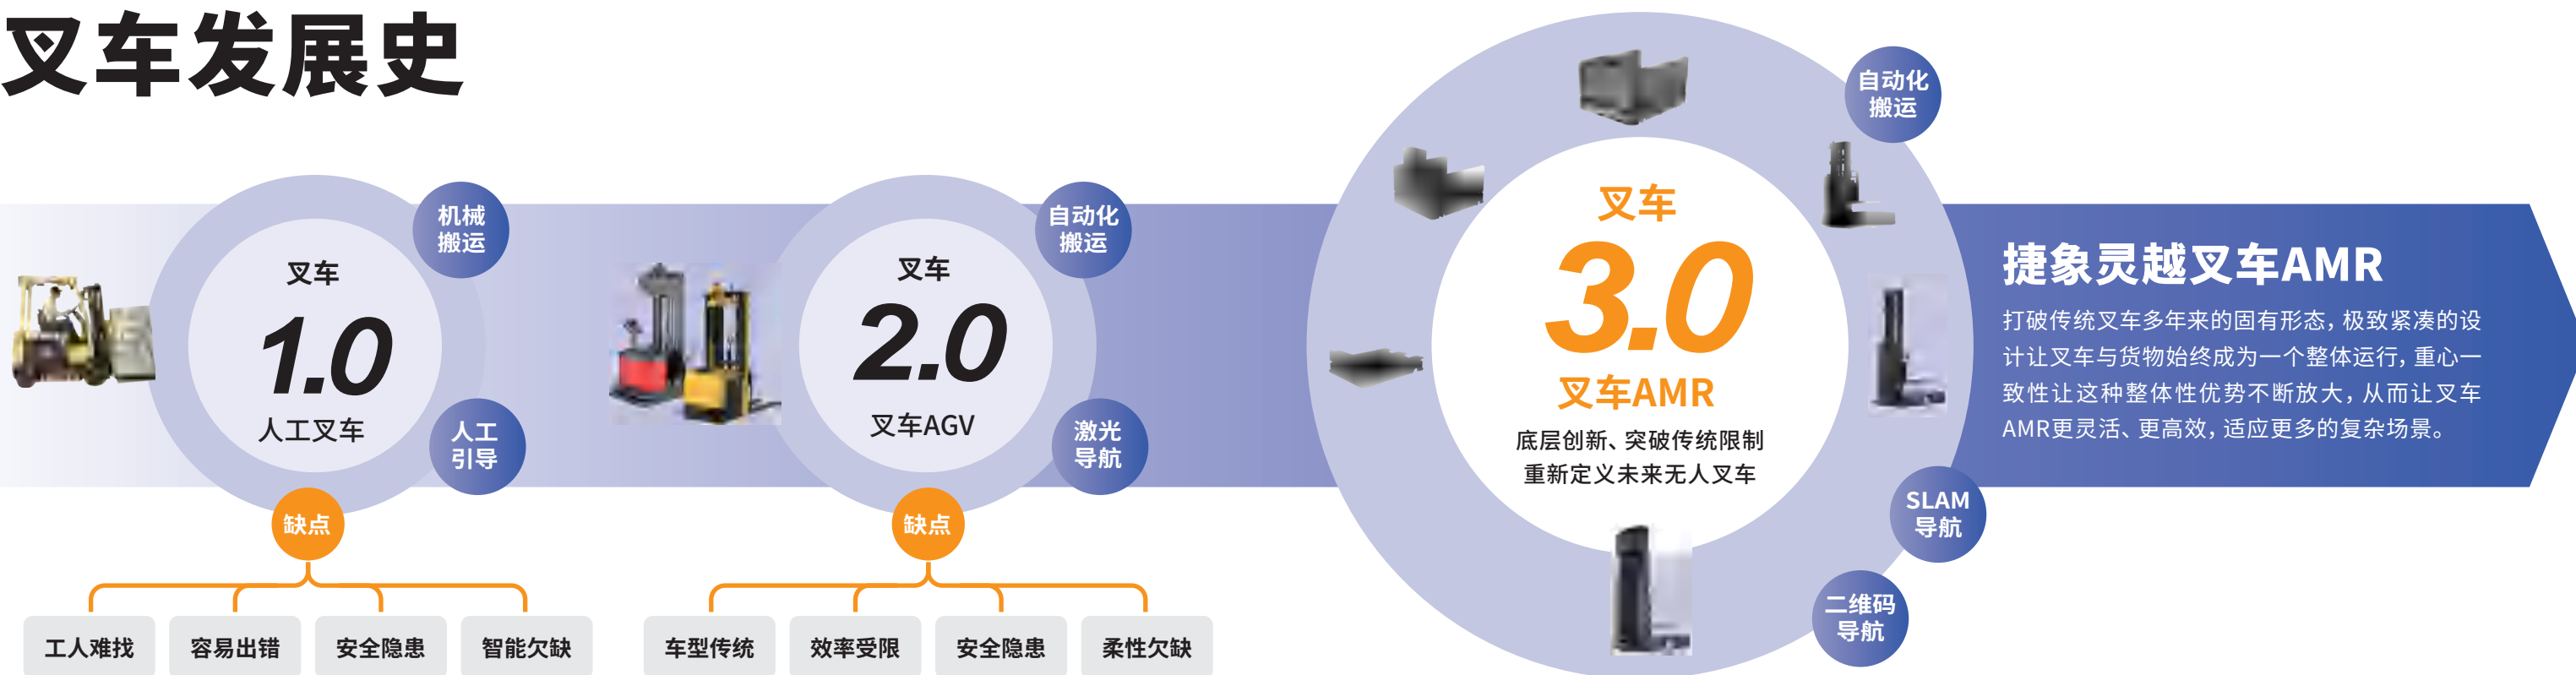 叉车发展史
机械
搬运
叉车
1.0
人工叉车
人工
引导
缺点
工人难找
容易出错
安全隐患
智能欠缺
自动化
搬运
叉车
2.0
叉车AGV
激光
导航
缺点
车型传统
效率受限
安全隐患
柔性欠缺
自动化
搬运
叉车
3.0
叉车AMR
底层创新、突破传统限制
重新定义未来无人叉车
SLAM
导航
二维码
导航
捷象灵越叉车AMR
打破传统叉车多年来的固有形态，极致紧凑的设
计让叉车与货物始终成为一个整体运行，重心一
致性让这种整体性优势不断放大，从而让叉车
AMR更灵活、更高效，适应更多的复杂场景。